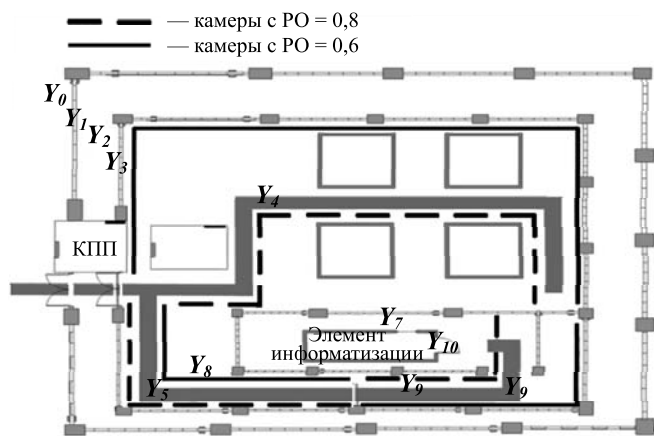 — камеры с РО = 0,8
— камеры с РО = 0,6
Y0
Y1
Y2
Y3
Y4
КПП
Y7
Элемент
информатизации
Y10
Y8
Y5
Y9
Y9